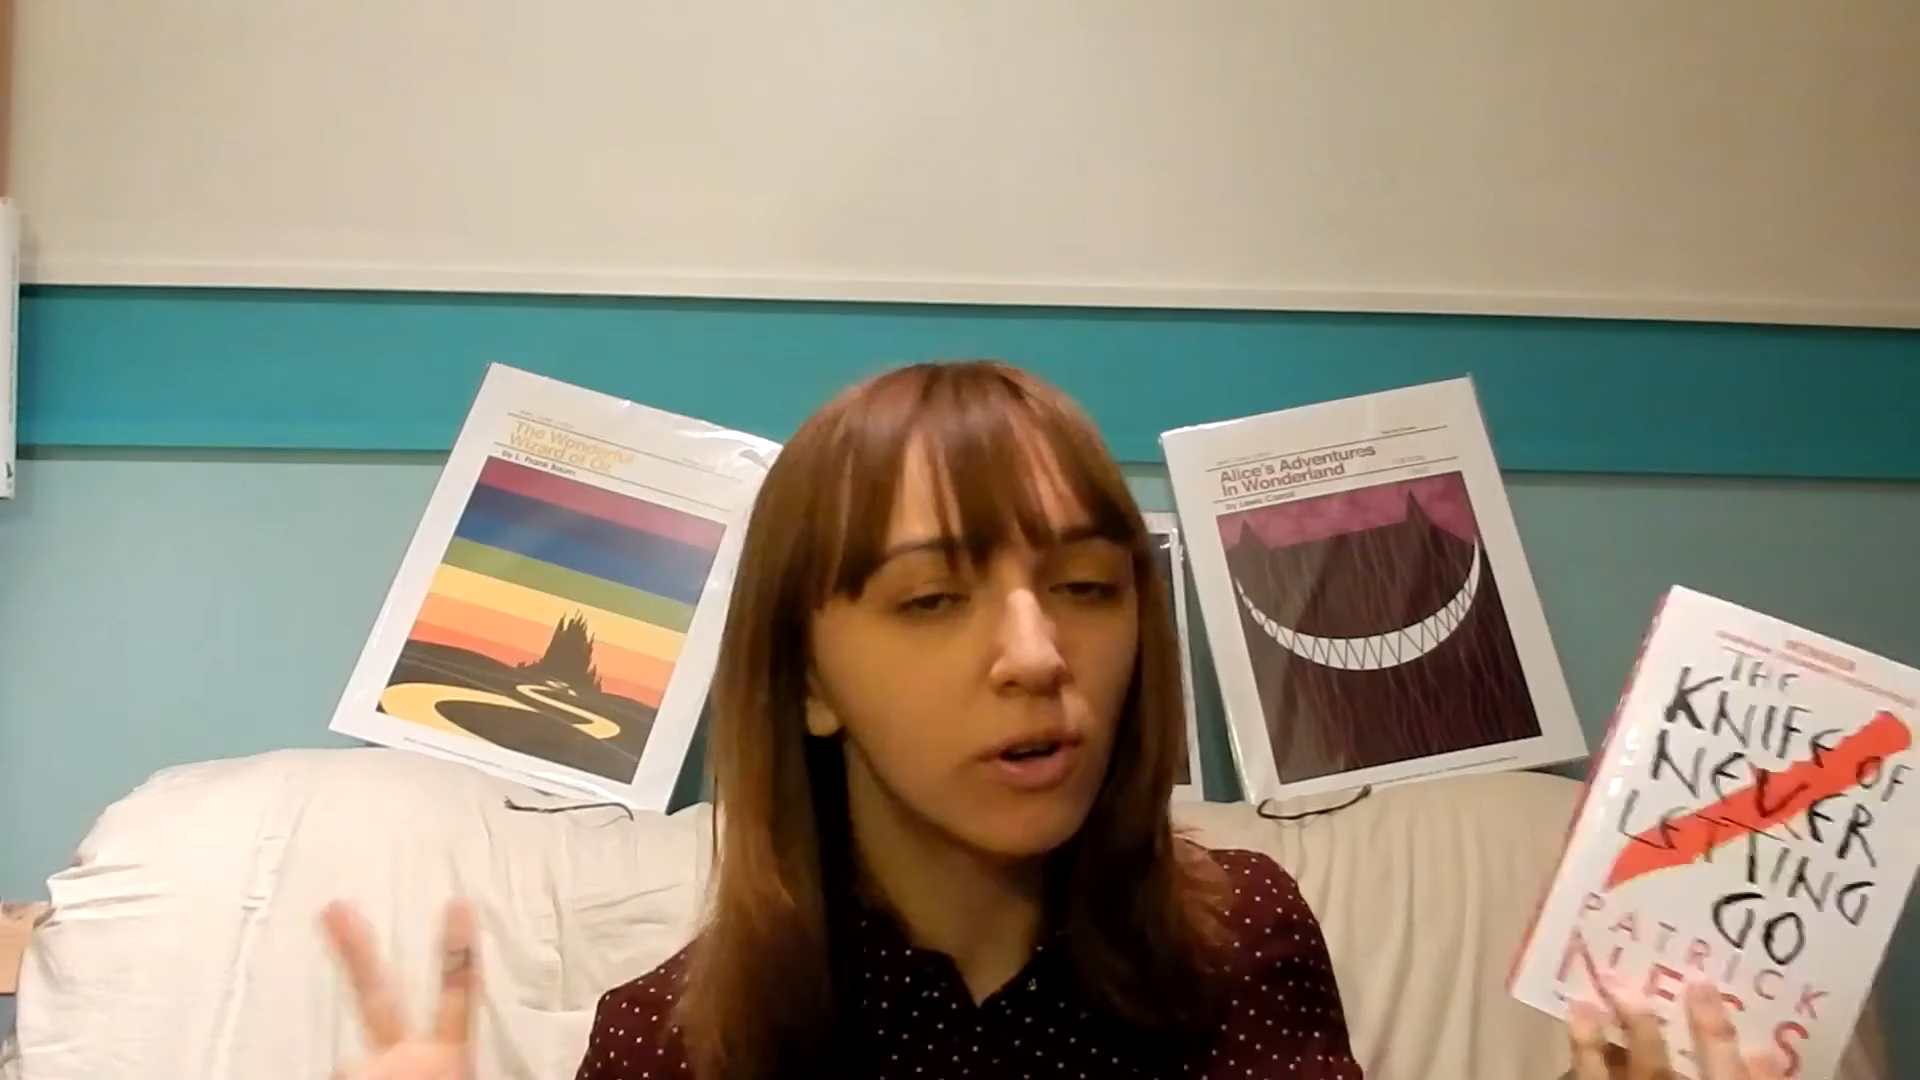 The Wonderful
Wizard of Oz
by L. Frank Baum
Alice's Adventures
In Wonderland
by Lewis Carroll
THE
KNIFE OF
NEVER
LETTING
GO
PATRICK
NESS